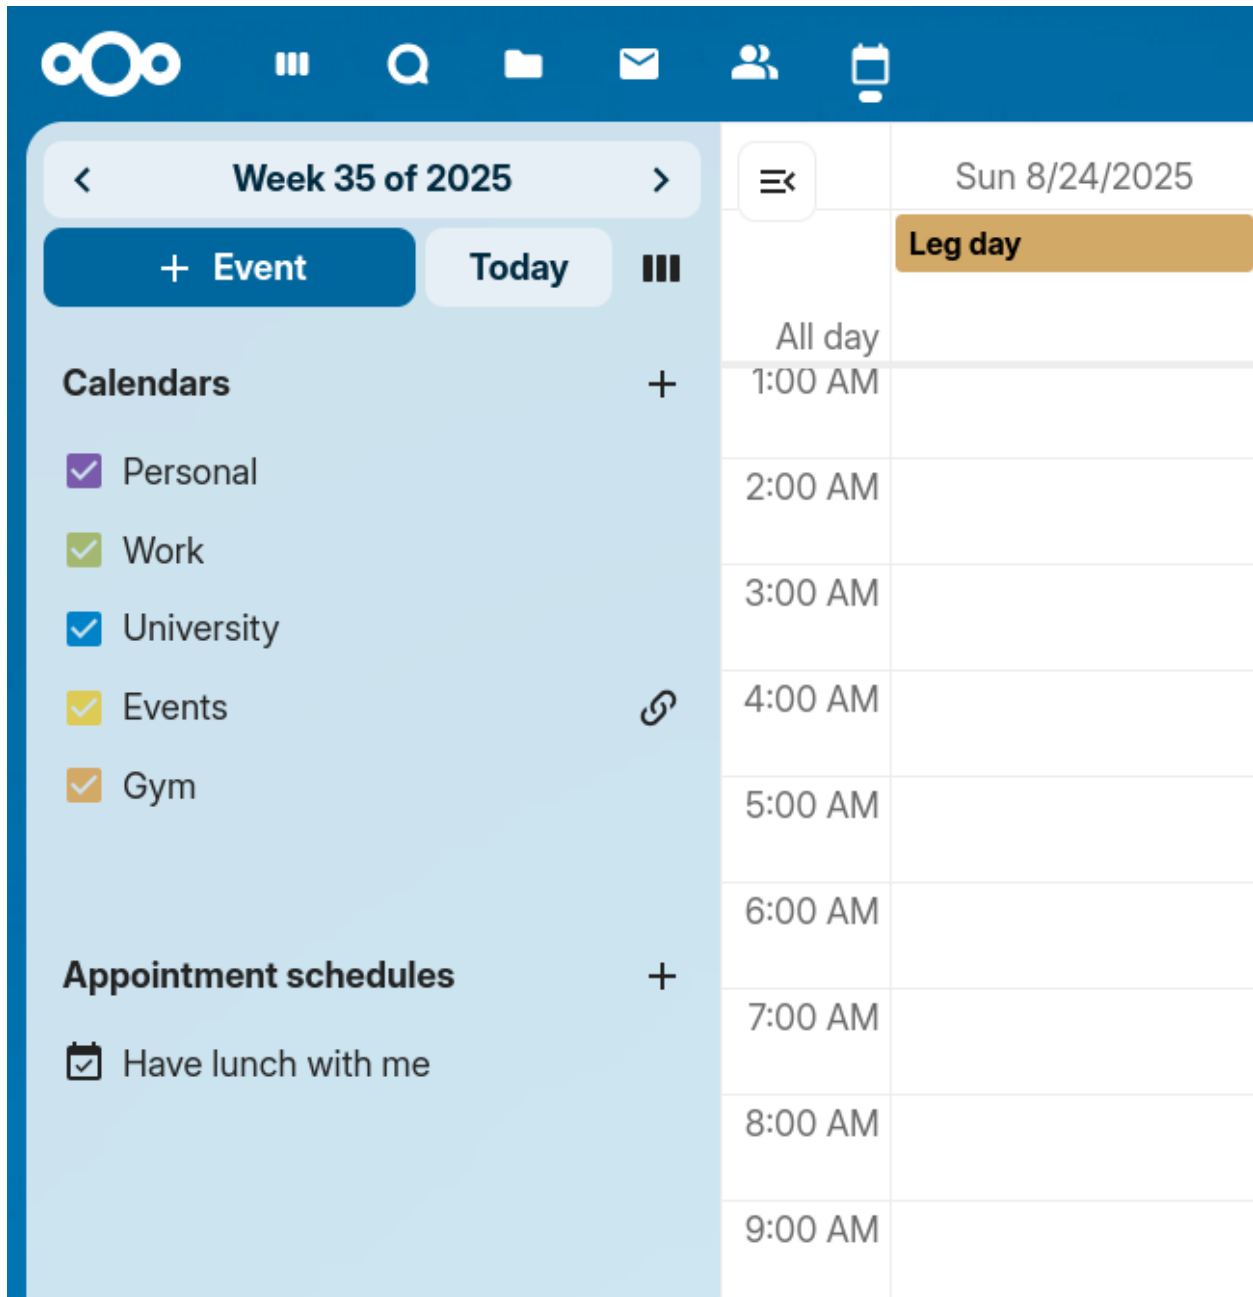 Week 35 of 2025
+ Event
Today
Calendars
Personal
Work
University
Events
Gym
Appointment schedules
Have lunch with me
Sun 8/24/2025
Leg day
All day
1:00 AM
2:00 AM
3:00 AM
4:00 AM
5:00 AM
6:00 AM
7:00 AM
8:00 AM
9:00 AM